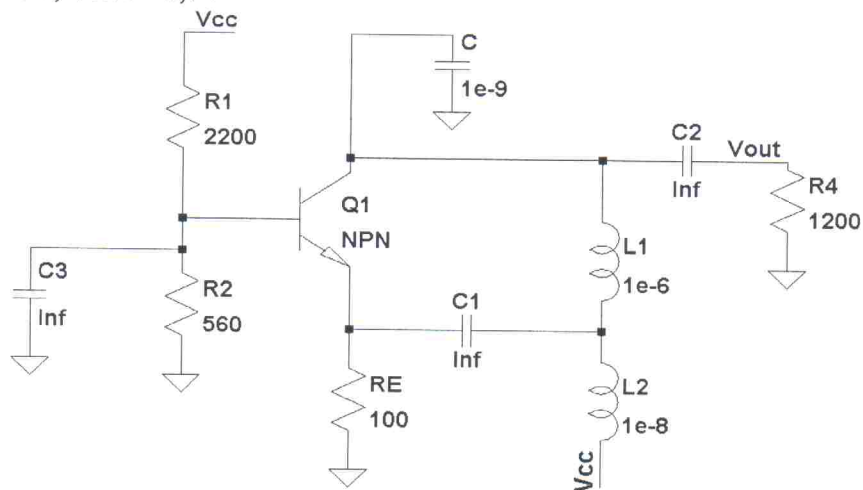 Vcc
C
1e-9
R1
2200
C2
Vout
Inf
R4
1200
Q1
NPN
L1
1e-6
C3
Inf
R2
560
C1
Inf
RE
100
L2
1e-8
Vcc